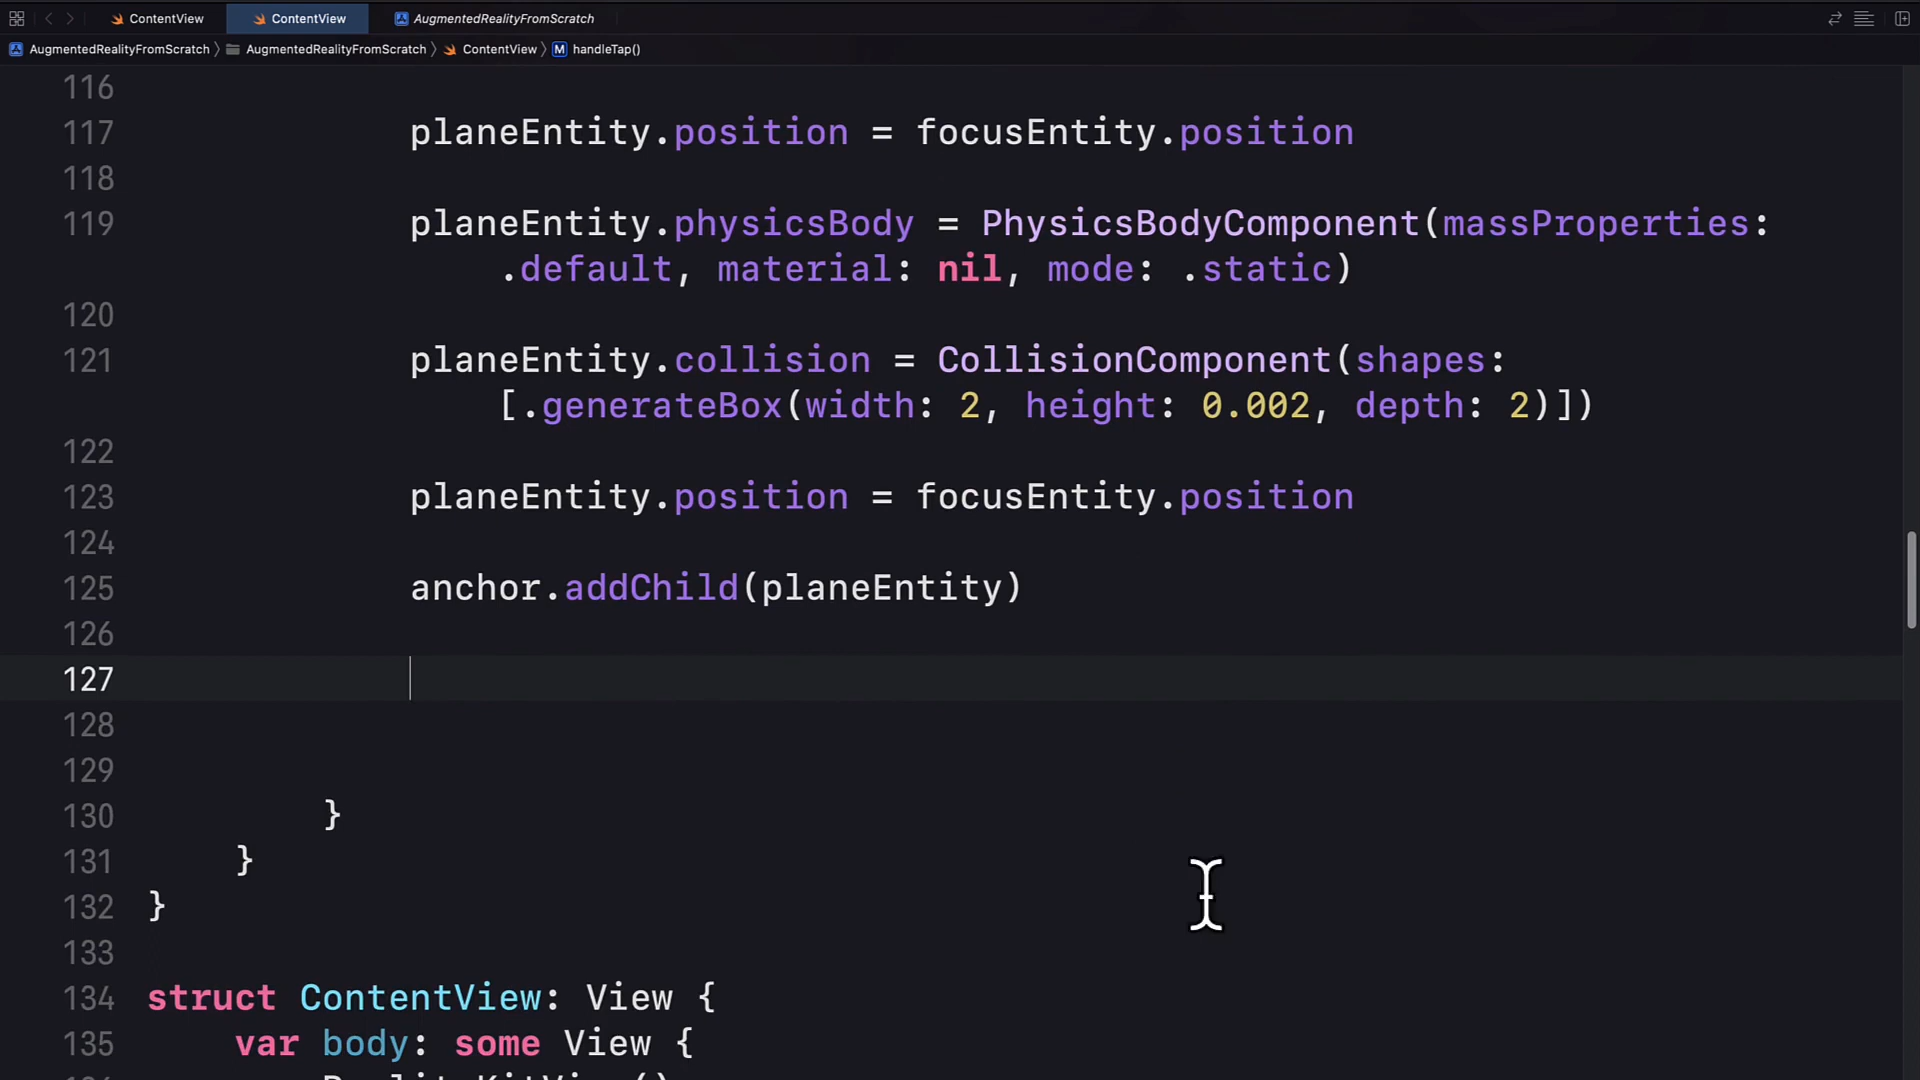 ContentView ContentView AugmentedRealityFromScratch
AugmentedRealityFromScratch AugmentedRealityFromScratch ContentView M handleTap()
116
117 planeEntity.position = focusEntity.position
118
119 planeEntity.physicsBody = PhysicsBodyComponent(massProperties:
.default, material: nil, mode: .static)
120
121 planeEntity.collision = CollisionComponent(shapes:
[.generateBox(width: 2, height: 0.002, depth: 2)])
122
123 planeEntity.position = focusEntity.position
124
125 anchor.addChild(planeEntity)
126
127
128
129
130 }
131 }
132 }
133
134 struct ContentView: View {
135 var body: some View {